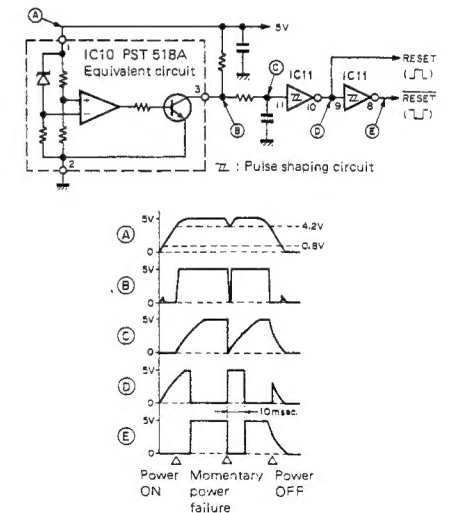 Ⓐ
5V
1
IC10 PST 518A
Equivalent circuit
+
−
3
2
Ⓑ
Ⓒ
11
IC11
10
Ⓓ
9
IC11
8
Ⓔ
RESET
RESET
: Pulse shaping circuit
Ⓐ
5V
0
4.2V
0.8V
Ⓑ
5V
0
Ⓒ
5V
0
Ⓓ
5V
0
10msec.
Ⓔ
5V
0
Power
ON
Momentary
power
failure
Power
OFF